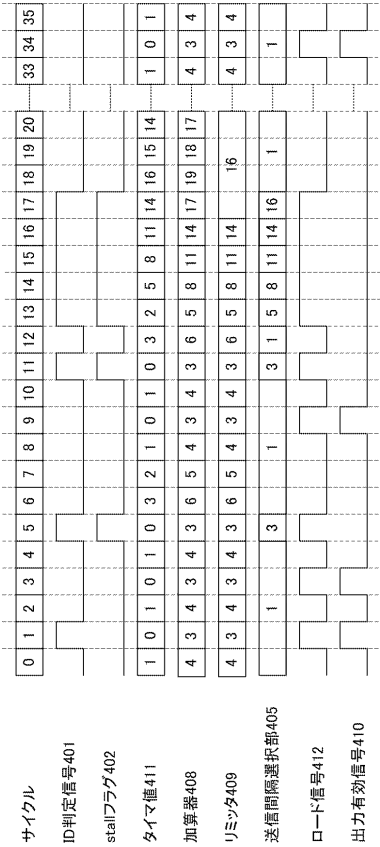 サイクル 0 1 2 3 4 5 6 7 8 9 10 11 12 13 14 15 16 17 18 19 20 33 34 35
ID判定信号401
stallフラグ402
タイマ値411 1 0 1 0 1 0 3 2 1 0 1 0 3 2 5 8 11 14 16 15 14 1 0 1
加算器408 4 3 4 3 4 3 6 5 4 3 4 3 6 5 8 11 14 17 19 18 17 4 3 4
リミッタ409 4 3 4 3 4 3 6 5 4 3 4 3 6 5 8 11 14 16 4 3 4
送信間隔選択部405 1 3 1 3 1 5 8 11 14 16 1 1
ロード信号412
出力有効信号410